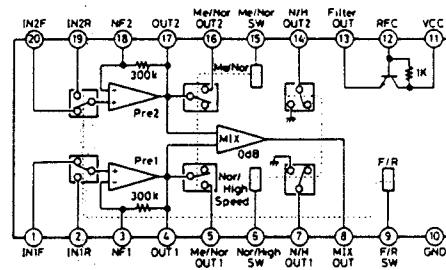 IN2F IN2R NF2 OUT2 Me/Nor OUT2 Me/Nor SW N/H OUT2 Filter OUT RFC VCC
20 19 18 17 16 15 14 13 12 11
300k
Me/Nor
1K
Pre2
MIX
0dB
Pre1
Nor/High Speed
F/R
300k
1 2 3 4 5 6 7 8 9 10
IN1F IN1R NF1 OUT1 Me/Nor OUT1 Nor/High SW N/H OUT1 MIX OUT F/R SW GND